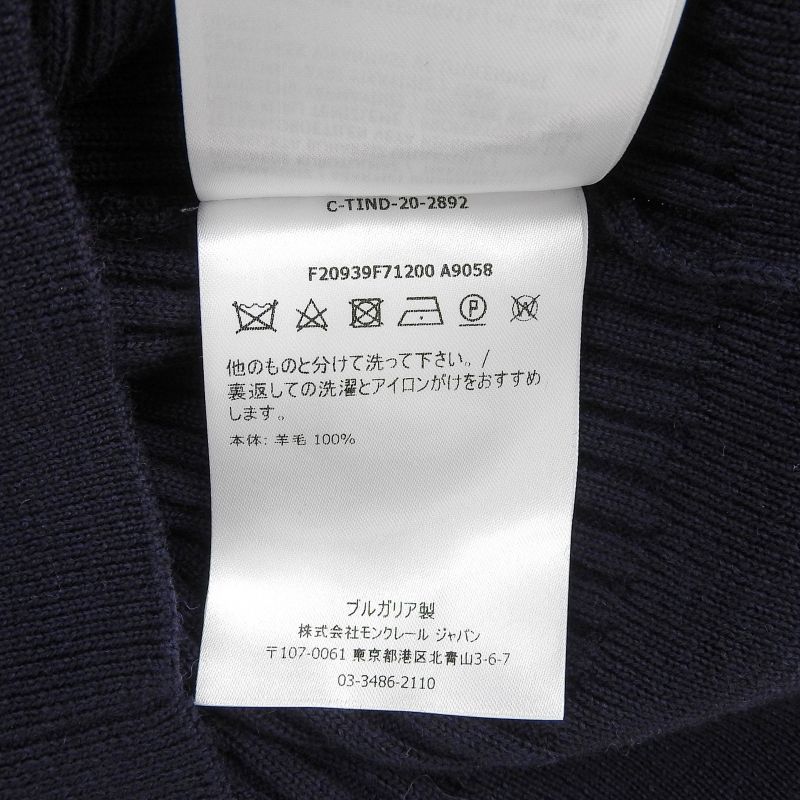 C-TIND-20-2892
F20939F71200 A9058
P
W
他のものと分けて洗って下さい。/
裏返しての洗濯とアイロンがけをおすすめ
します。
本体: 羊毛 100%
ブルガリア製
株式会社モンクレール ジャパン
〒107-0061 東京都港区北青山3-6-7
03-3486-2110